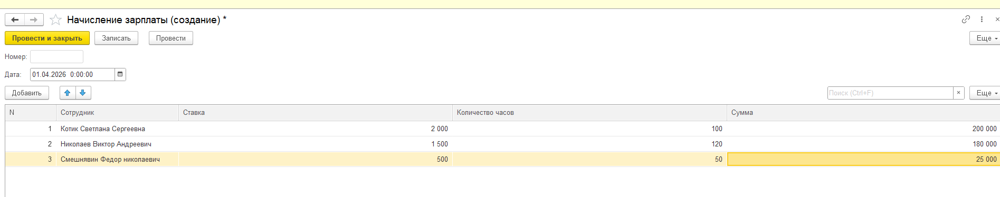 Начисление зарплаты (создание) *
Провести и закрыть Записать Провести Еще
Номер:
Дата: 01.04.2026 0:00:00
Добавить Поиск (Ctrl+F) × Еще
N Сотрудник Ставка Количество часов Сумма
1 Котик Светлана Сергеевна 2 000 100 200 000
2 Николаев Виктор Андреевич 1 500 120 180 000
3 Смешнявин Федор николаевич 500 50 25 000